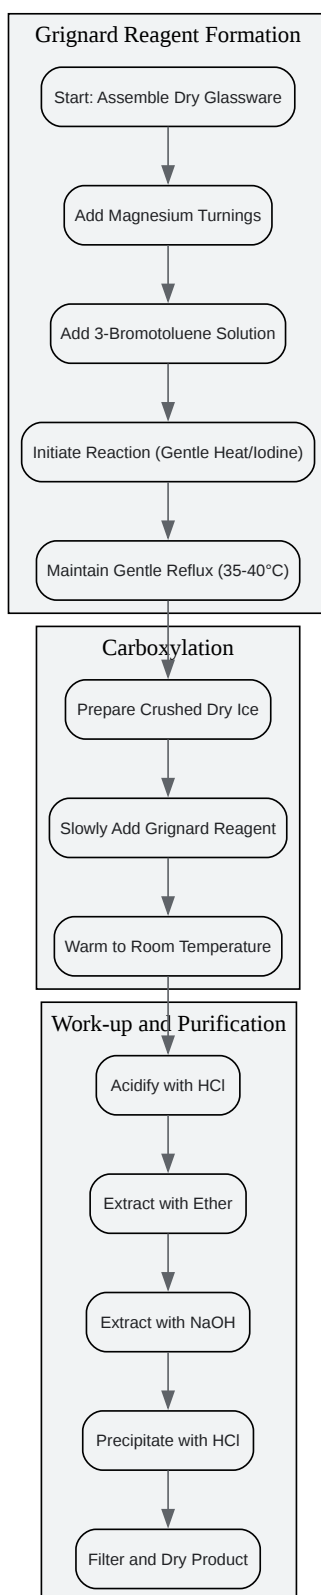 Grignard Reagent Formation
Start: Assemble Dry Glassware
Add Magnesium Turnings
Add 3-Bromotoluene Solution
Initiate Reaction (Gentle Heat/Iodine)
Maintain Gentle Reflux (35-40°C)
Carboxylation
Prepare Crushed Dry Ice
Slowly Add Grignard Reagent
Warm to Room Temperature
Work-up and Purification
Acidify with HCl
Extract with Ether
Extract with NaOH
Precipitate with HCl
Filter and Dry Product